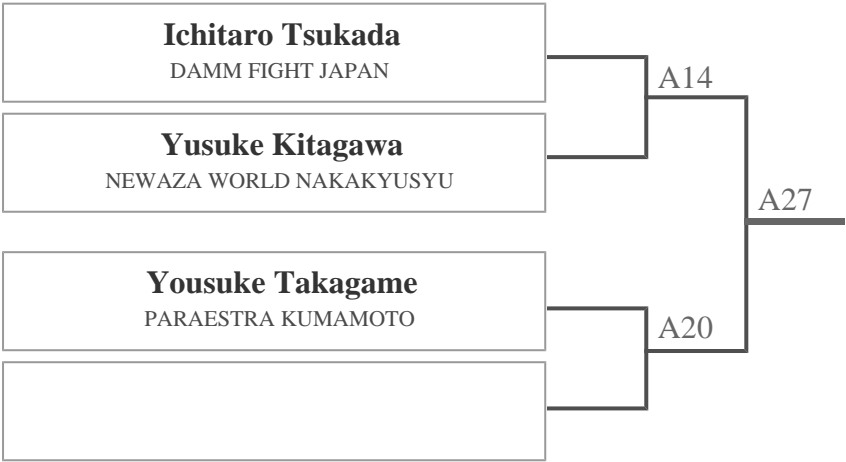 Ichitaro Tsukada
DAMM FIGHT JAPAN
A14
Yusuke Kitagawa
NEWAZA WORLD NAKAKYUSYU
A27
Yousuke Takagame
PARAESTRA KUMAMOTO
A20